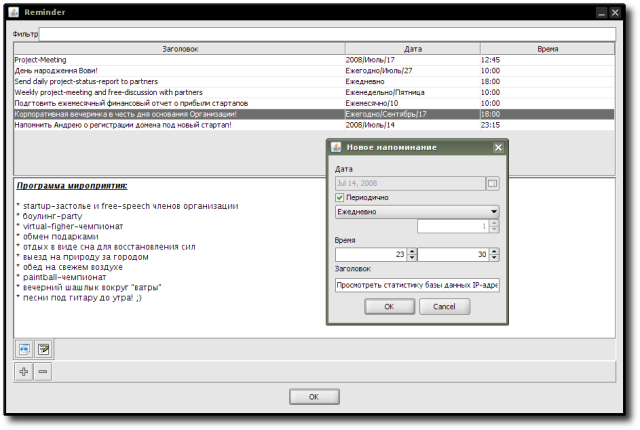 Reminder
Фильтр
Заголовок Дата Время
Project-Meeting 2008/Июль/17 12:45
День народження Вови! Ежегодно/Июль/27 10:00
Send daily project-status-report to partners Ежедневно 18:00
Weekly project-meeting and free-discussion with partners Еженедельно/Пятница 10:00
Подгтовить ежемесячный финансовый отчет о прибыли стартапов Ежемесячно/10 10:00
Корпоративная вечеринка в честь дня основания Организации! Ежегодно/Сентябрь/17 18:00
Напомнить Андрею о регистрации домена под новый стартап! 2008/Июль/14 23:15
Программа мироприятия:
* startup-застолье и free-speech членов организации
* боулинг-party
* virtual-figher-чемпионат
* обмен подарками
* отдых в виде сна для восстановления сил
* выезд на природу за городом
* обед на свежем воздухе
* paintball-чемпионат
* вечерний шашлык вокруг "ватры"
* песни под гитару до утра! ;)
Новое напоминание
Дата
Jul 14, 2008
Периодично
Ежедневно
1
Время
23 30
Заголовок
Просмотреть статистику базы данных IP-адре
OK Cancel
OK